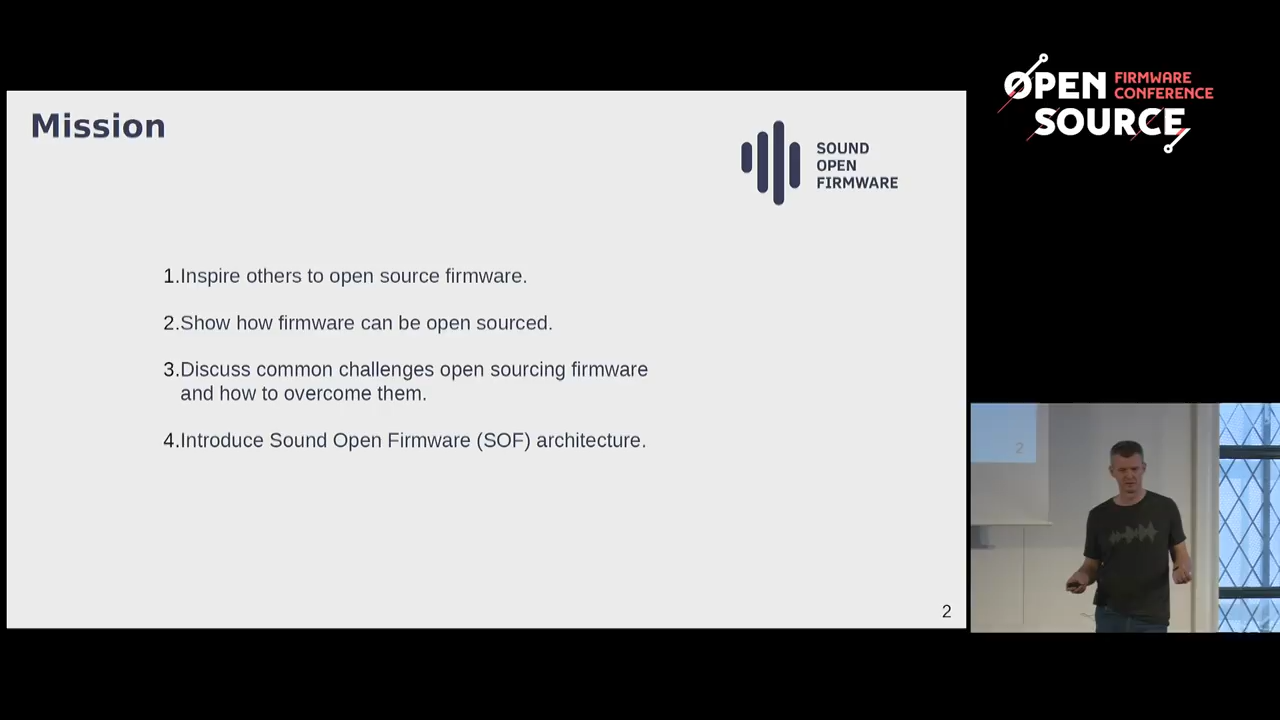 Mission
SOUND
OPEN
FIRMWARE
1.Inspire others to open source firmware.
2.Show how firmware can be open sourced.
3.Discuss common challenges open sourcing firmware
and how to overcome them.
4.Introduce Sound Open Firmware (SOF) architecture.
2
OPEN FIRMWARE
CONFERENCE
SOURCE
2